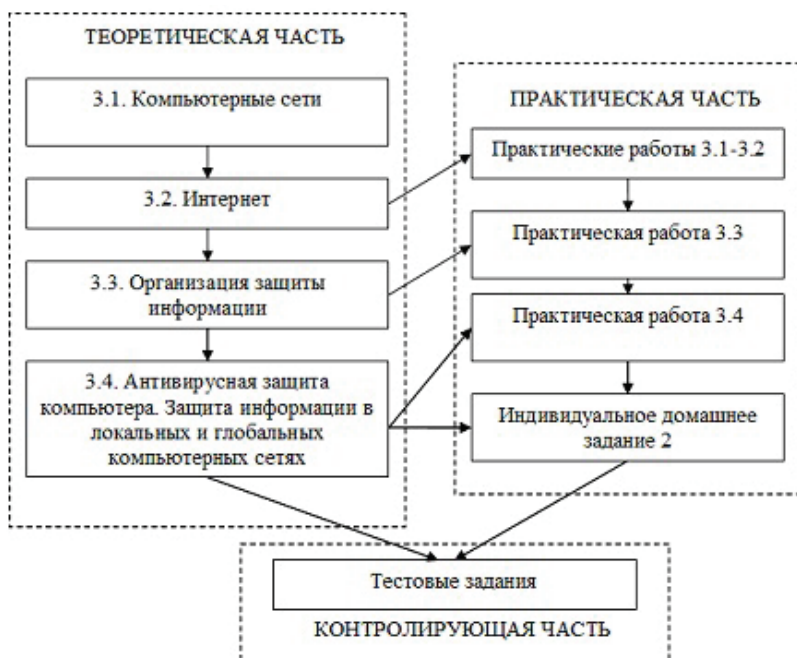 ТЕОРЕТИЧЕСКАЯ ЧАСТЬ
3.1. Компьютерные сети
3.2. Интернет
3.3. Организация защиты
информации
3.4. Антивирусная защита
компьютера. Защита информации в
локальных и глобальных
компьютерных сетях
ПРАКТИЧЕСКАЯ ЧАСТЬ
Практические работы 3.1-3.2
Практическая работа 3.3
Практическая работа 3.4
Индивидуальное домашнее
задание 2
Тестовые задания
КОНТРОЛИРУЮЩАЯ ЧАСТЬ